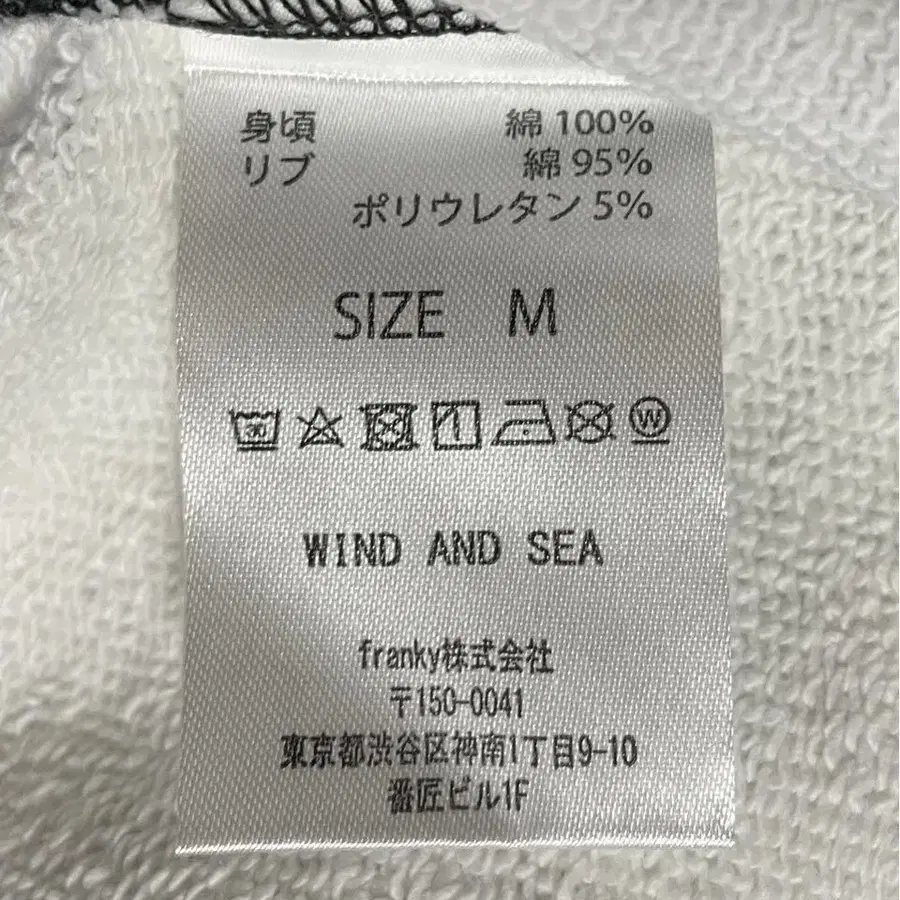 身頃 綿 100%
リブ 綿 95%
ポリウレタン 5%
SIZE M
30
W
WIND AND SEA
franky株式会社
〒150-0041
東京都渋谷区神南1丁目9-10
番匠ビル1F